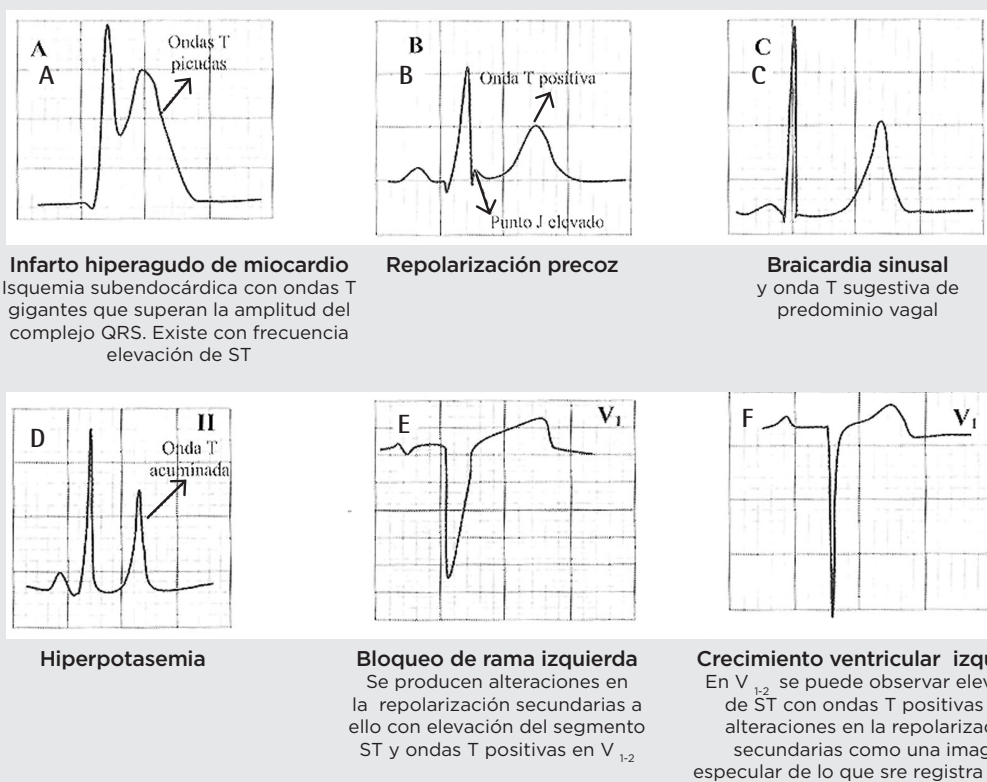 A
A
Ondas T
picudas
B
B
Onda T positiva
Punto J elevado
C
C
Infarto hiperagudo de miocardio
Isquemia subendocárdica con ondas T
gigantes que superan la amplitud del
complejo QRS. Existe con frecuencia
elevación de ST
Repolarización precoz
Braicardia sinusal
y onda T sugestiva de
predominio vagal
D
II
Onda T
acuminada
E
V1
F
V1
Hiperpotasemia
Bloqueo de rama izquierda
Se producen alteraciones en
la repolarización secundarias a
ello con elevación del segmento
ST y ondas T positivas en V 1-2
Crecimiento ventricular izqu
En V 1-2 se puede observar elev
de ST con ondas T positivas
alteraciones en la repolarizac
secundarias como una imag
especular de lo que sre registra